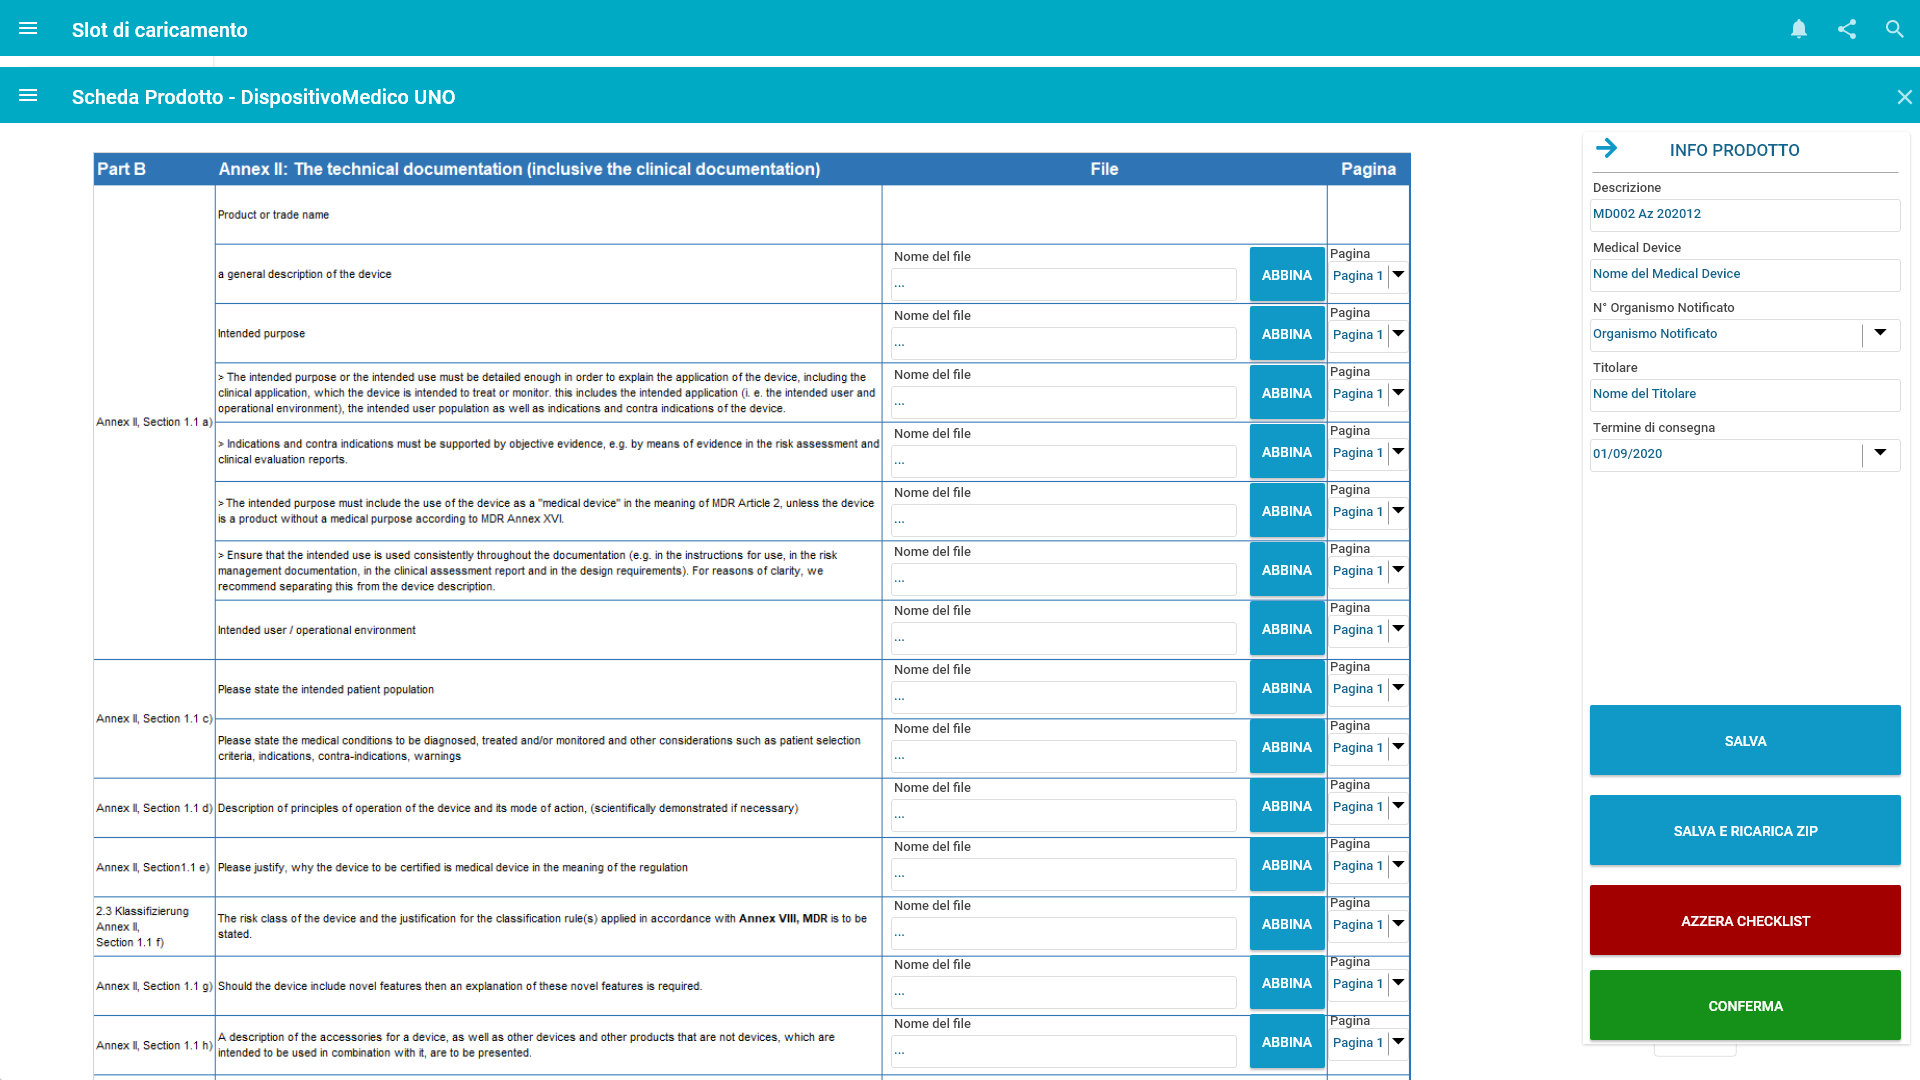 Slot di caricamento
Scheda Prodotto - DispositivoMedico UNO
Part B Annex II: The technical documentation (inclusive the clinical documentation) File Pagina
Annex II, Section 1.1 a)
Product or trade name
a general description of the device
Nome del file
...
ABBINA
Pagina
Pagina 1
Intended purpose
Nome del file
...
ABBINA
Pagina
Pagina 1
> The intended purpose or the intended use must be detailed enough in order to explain the application of the device, including the
clinical application, which the device is intended to treat or monitor. this includes the intended application (i. e. the intended user and
operational environment), the intended user population as well as indications and contra indications of the device.
Nome del file
...
ABBINA
Pagina
Pagina 1
> Indications and contra indications must be supported by objective evidence, e.g. by means of evidence in the risk assessment and
clinical evaluation reports.
Nome del file
...
ABBINA
Pagina
Pagina 1
> The intended purpose must include the use of the device as a "medical device" in the meaning of MDR Article 2, unless the device
is a product without a medical purpose according to MDR Annex XVI.
Nome del file
...
ABBINA
Pagina
Pagina 1
> Ensure that the intended use is used consistently throughout the documentation (e.g. in the instructions for use, in the risk
management documentation, in the clinical assessment report and in the design requirements). For reasons of clarity, we
recommend separating this from the device description.
Nome del file
...
ABBINA
Pagina
Pagina 1
Intended user / operational environment
Nome del file
...
ABBINA
Pagina
Pagina 1
Annex II, Section 1.1 c)
Please state the intended patient population
Nome del file
...
ABBINA
Pagina
Pagina 1
Please state the medical conditions to be diagnosed, treated and/or monitored and other considerations such as patient selection
criteria, indications, contra-indications, warnings
Nome del file
...
ABBINA
Pagina
Pagina 1
Annex II, Section 1.1 d)
Description of principles of operation of the device and its mode of action, (scientifically demonstrated if necessary)
Nome del file
...
ABBINA
Pagina
Pagina 1
Annex II, Section1.1 e)
Please justify, why the device to be certified is medical device in the meaning of the regulation
Nome del file
...
ABBINA
Pagina
Pagina 1
2.3 Klassifizierung
Annex II,
Section 1.1 f)
The risk class of the device and the justification for the classification rule(s) applied in accordance with Annex VIII, MDR is to be
stated.
Nome del file
...
ABBINA
Pagina
Pagina 1
Annex II, Section 1.1 g)
Should the device include novel features then an explanation of these novel features is required.
Nome del file
...
ABBINA
Pagina
Pagina 1
Annex II, Section 1.1 h)
A description of the accessories for a device, as well as other devices and other products that are not devices, which are
intended to be used in combination with it, are to be presented.
Nome del file
...
ABBINA
Pagina
Pagina 1
INFO PRODOTTO
Descrizione
MD002 Az 202012
Medical Device
Nome del Medical Device
N° Organismo Notificato
Organismo Notificato
Titolare
Nome del Titolare
Termine di consegna
01/09/2020
SALVA
SALVA E RICARICA ZIP
AZZERA CHECKLIST
CONFERMA